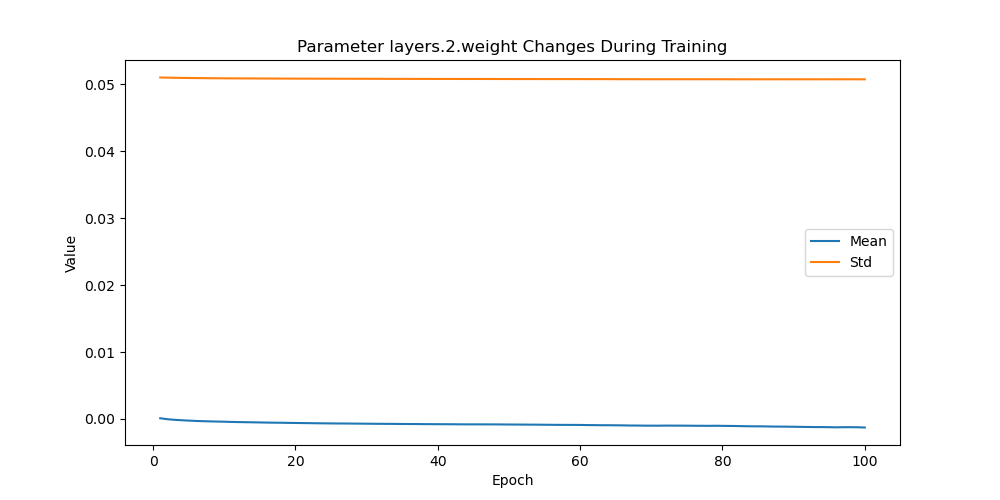 Parameter layers.2.weight Changes During Training
0.05
0.04
0.03
0.02
0.01
0.00
Value
Mean
Std
0
20
40
60
80
100
Epoch